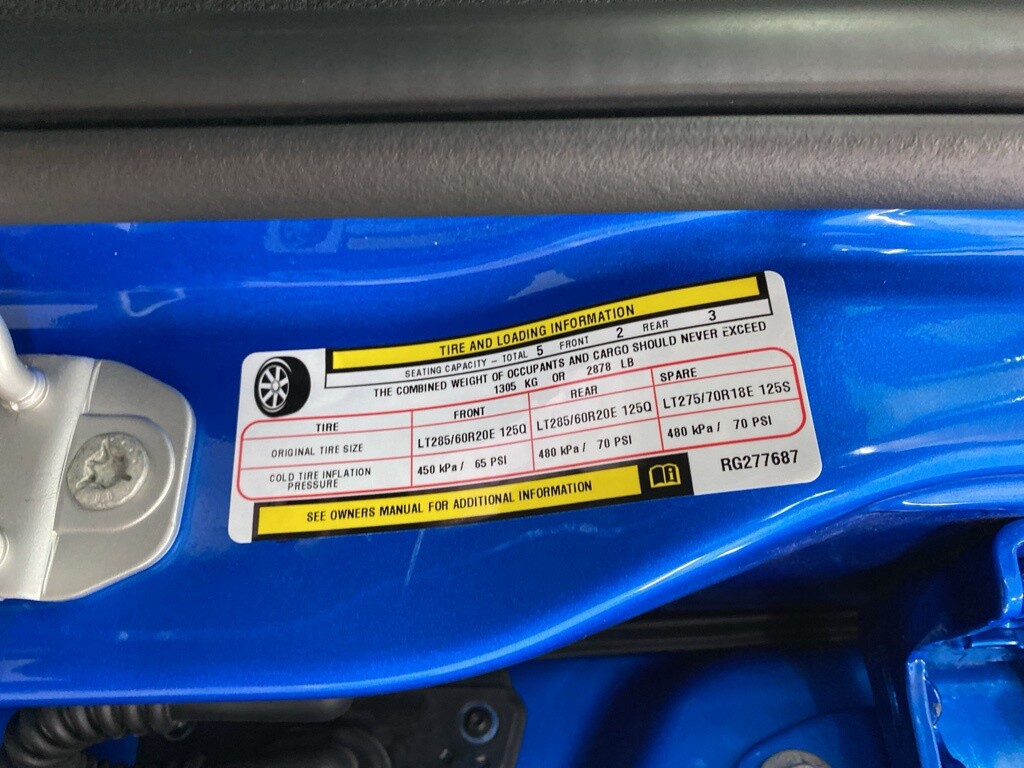 TIRE AND LOADING INFORMATION
SEATING CAPACITY - TOTAL 5 FRONT 2 REAR 3
THE COMBINED WEIGHT OF OCCUPANTS AND CARGO SHOULD NEVER EXCEED
1305 KG OR 2878 LB
TIRE FRONT REAR SPARE
ORIGINAL TIRE SIZE LT285/60R20E 125Q LT285/60R20E 125Q LT275/70R18E 125S
COLD TIRE INFLATION PRESSURE 450 kPa / 65 PSI 480 kPa / 70 PSI 480 kPa / 70 PSI
SEE OWNERS MANUAL FOR ADDITIONAL INFORMATION
RG277687